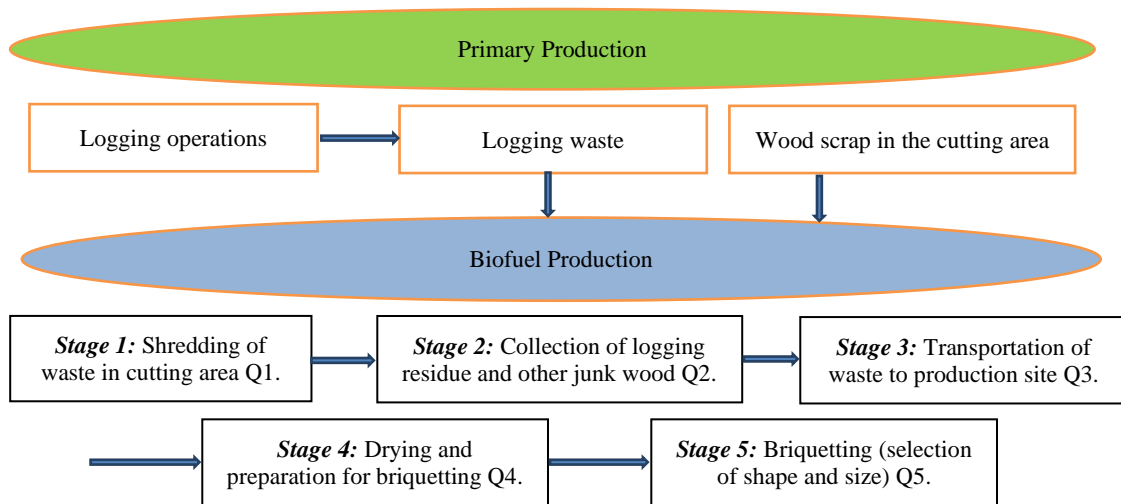 Primary Production
Logging operations
Logging waste
Wood scrap in the cutting area
Biofuel Production
Stage 1: Shredding of
waste in cutting area Q1.
Stage 2: Collection of logging
residue and other junk wood Q2.
Stage 3: Transportation of
waste to production site Q3.
Stage 4: Drying and
preparation for briquetting Q4.
Stage 5: Briquetting (selection
of shape and size) Q5.